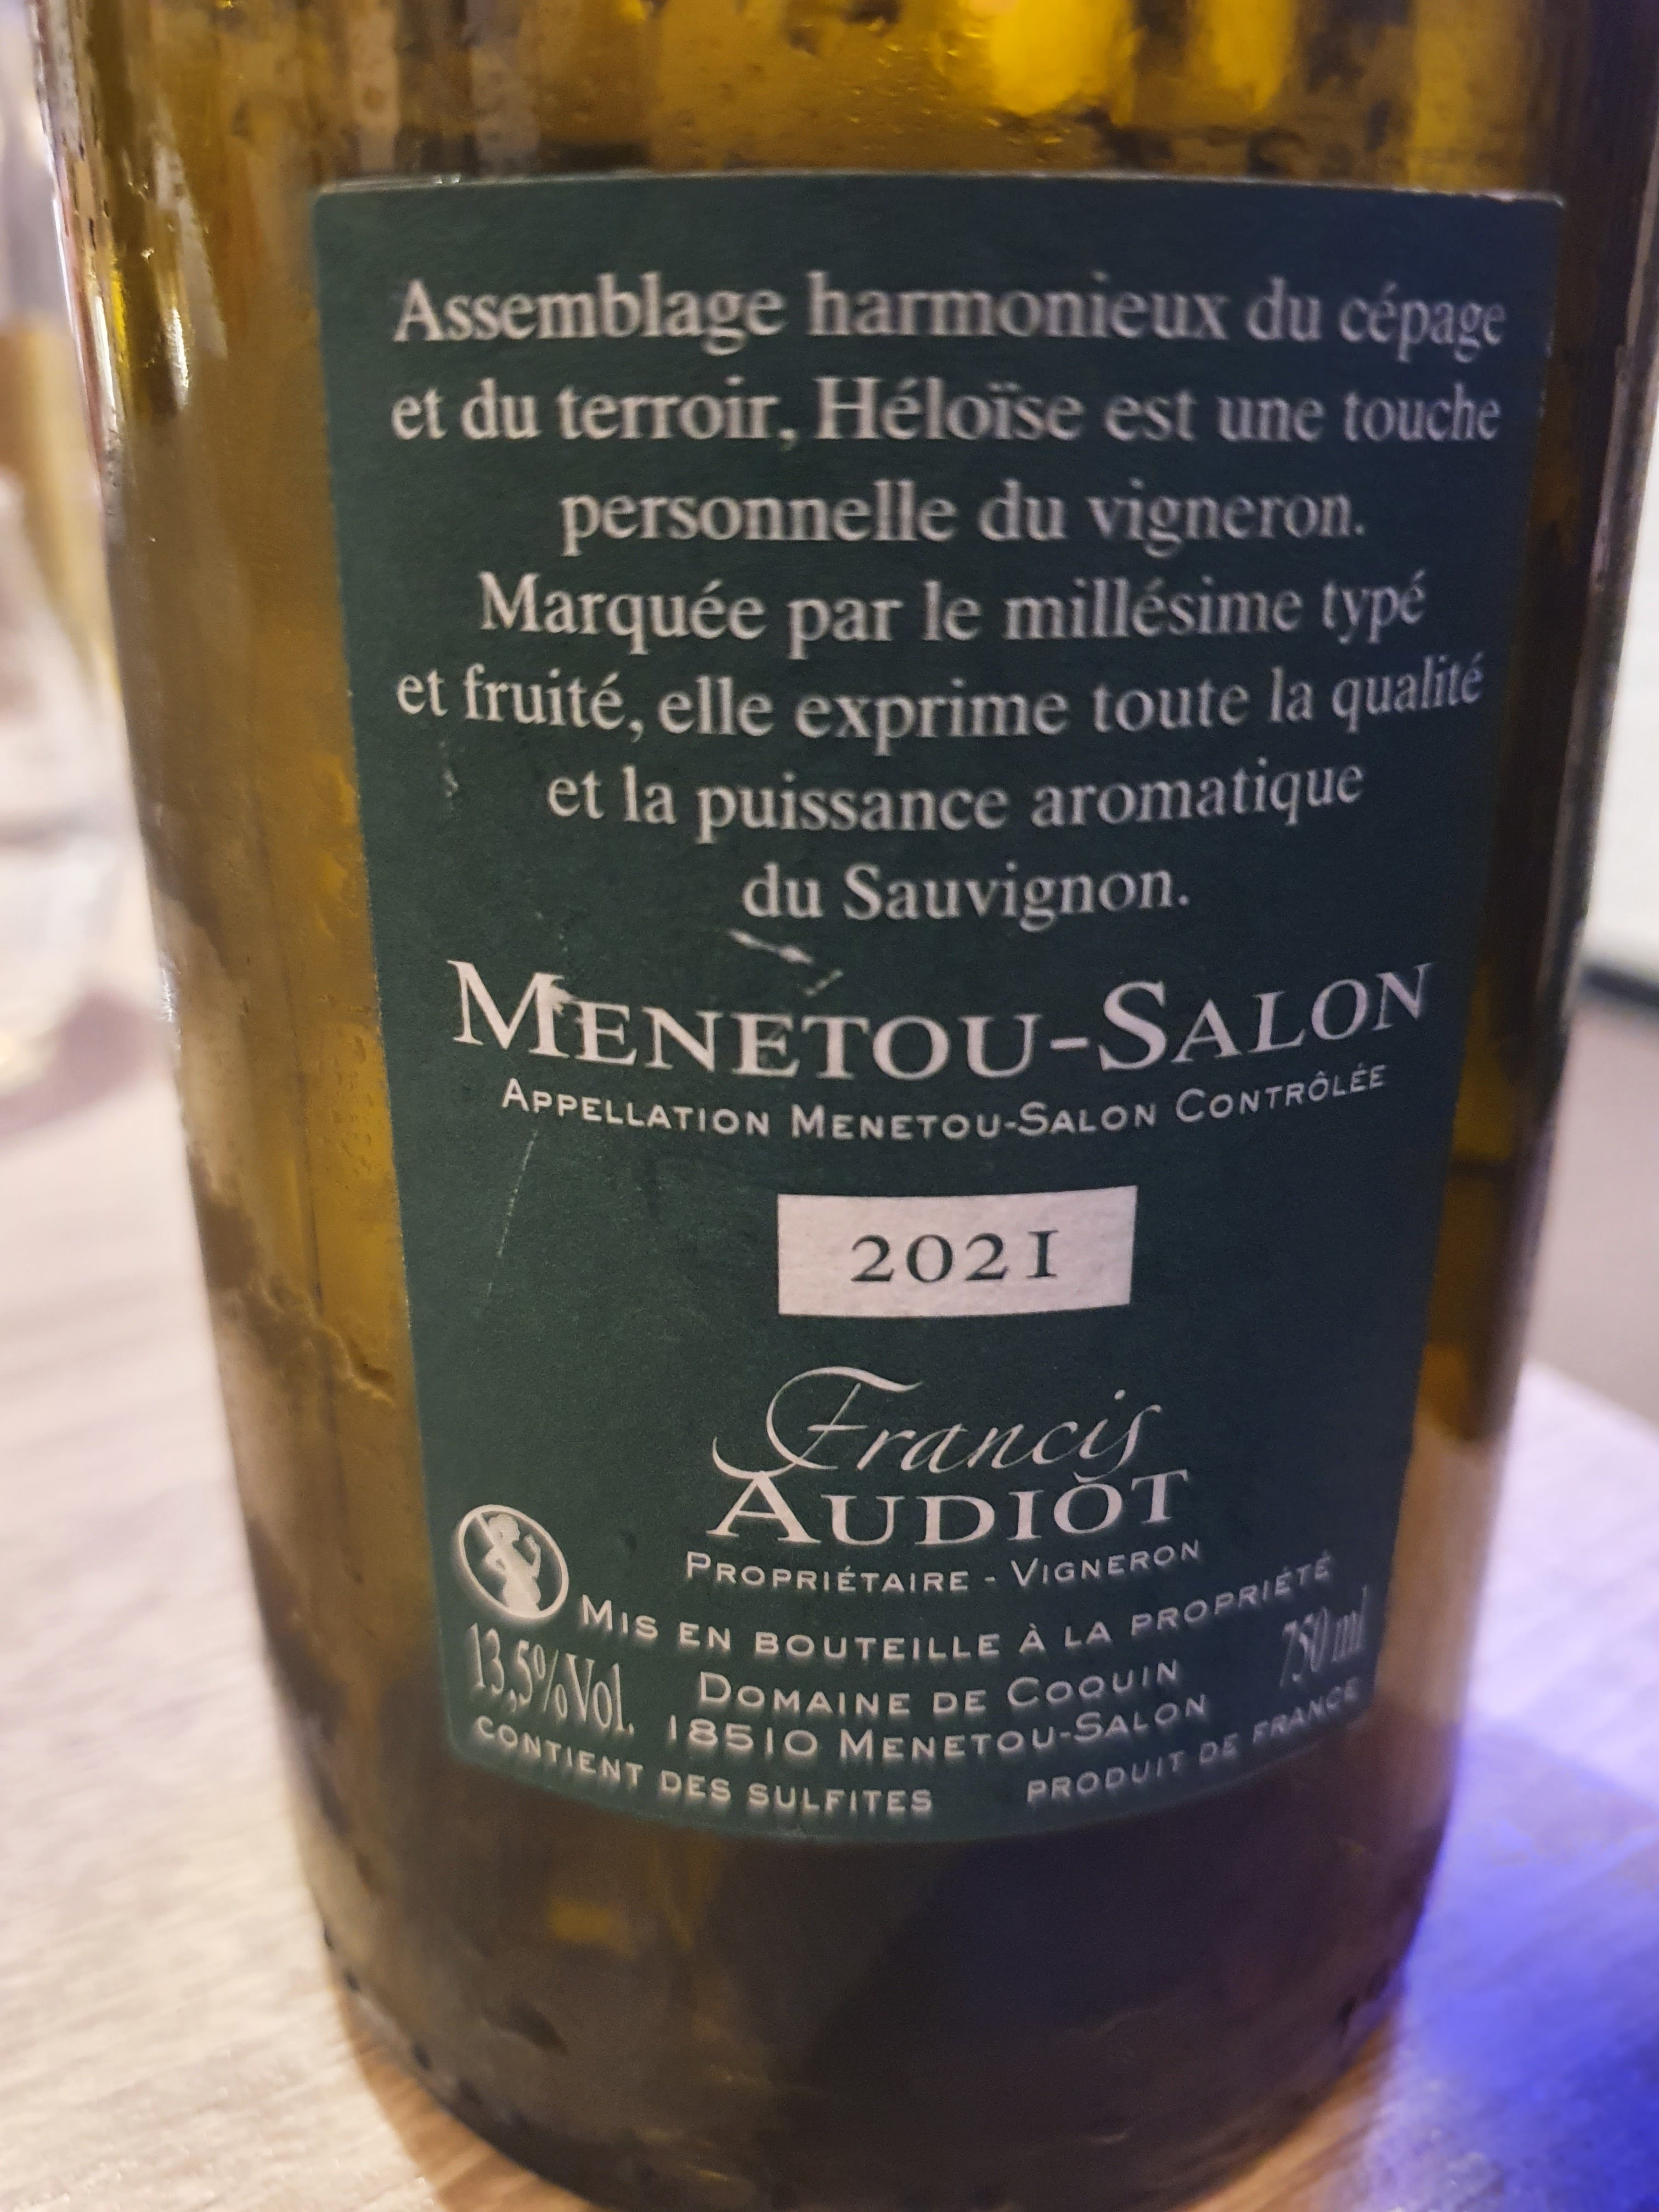 Assemblage harmonieux du cépage
et du terroir, Héloïse est une touche
personnelle du vigneron.
Marquée par le millésime typé
et fruité, elle exprime toute la qualité
et la puissance aromatique
du Sauvignon.
MENETOU-SALON
APPELLATION MENETOU-SALON CONTRÔLÉE
2021
Francis
AUDIOT
PROPRIÉTAIRE - VIGNERON
MIS EN BOUTEILLE À LA PROPRIÉTÉ
13,5%Vol. DOMAINE DE COQUIN 750 ml
18510 MENETOU-SALON
CONTIENT DES SULFITES PRODUIT DE FRANCE